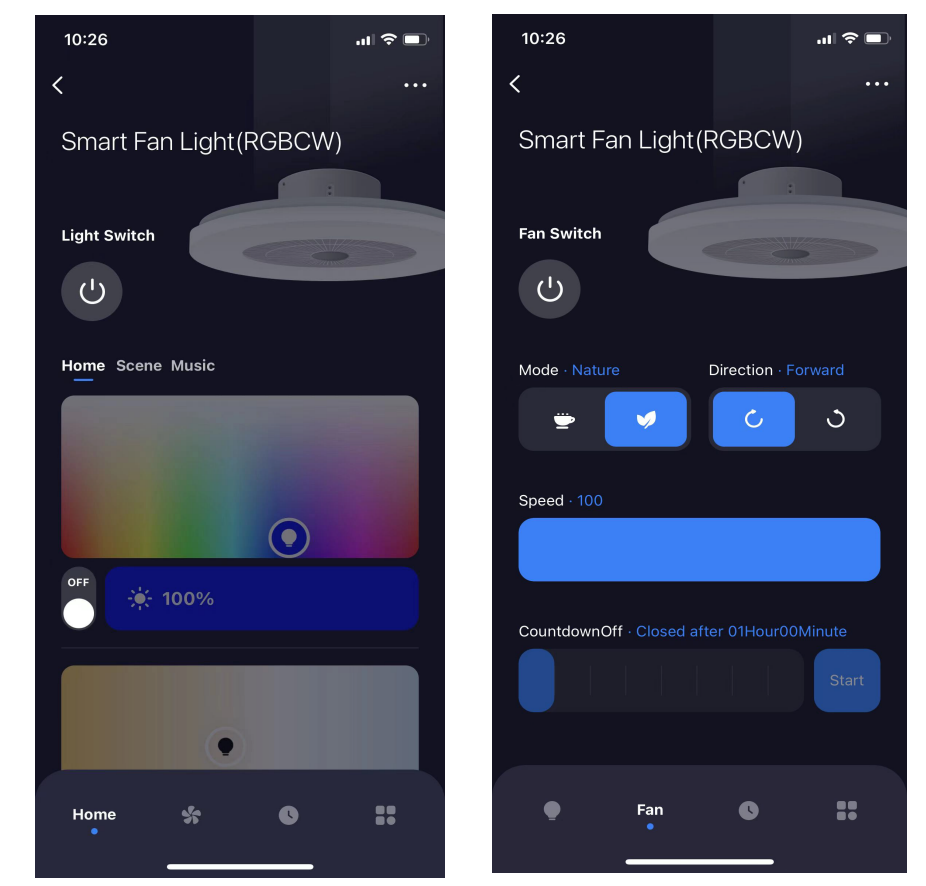 10:26
Smart Fan Light(RGBCW)
Light Switch
Home Scene Music
OFF
100%
Home
10:26
Smart Fan Light(RGBCW)
Fan Switch
Mode · Nature
Direction · Forward
Speed · 100
CountdownOff · Closed after 01Hour00Minute
Start
Fan